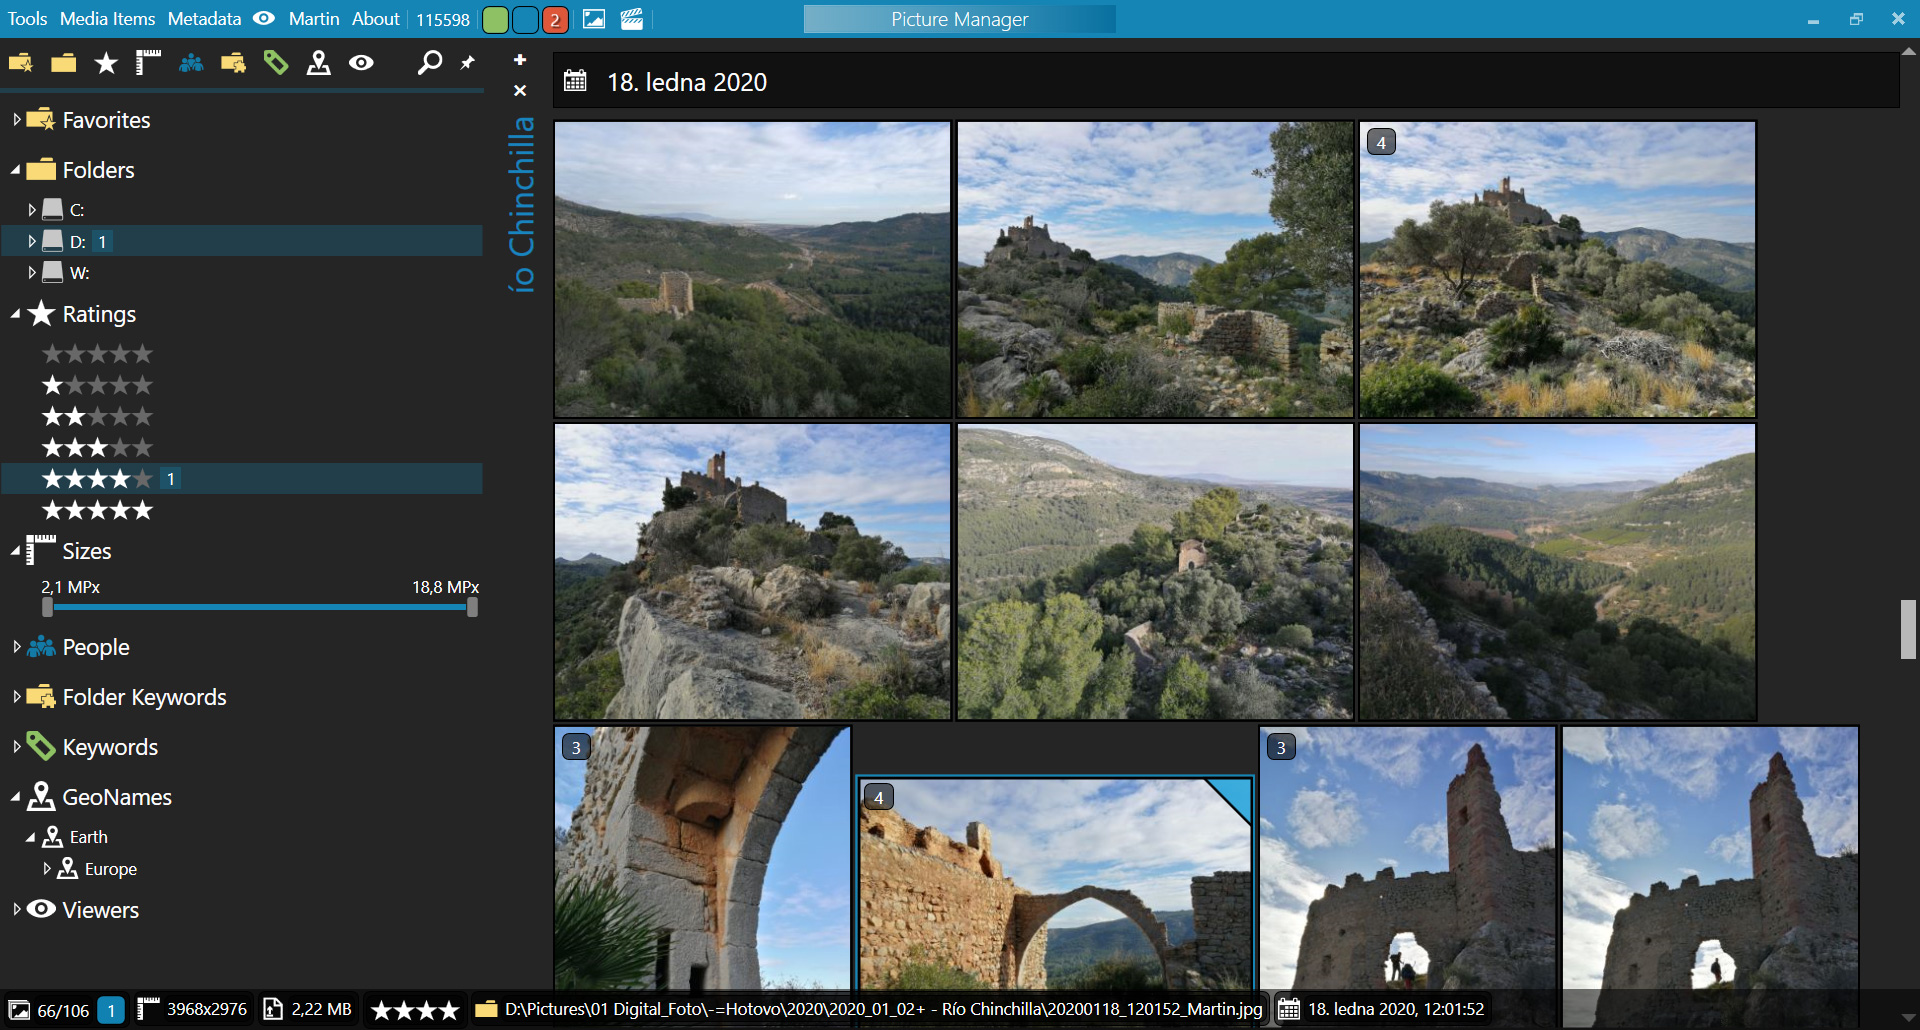 Tools Media Items Metadata Martin About 115598 2 Picture Manager
18. ledna 2020
Favorites
Folders
C:
D: 1
W:
Ratings
1
Sizes
2,1 MPx 18,8 MPx
People
Folder Keywords
Keywords
GeoNames
Earth
Europe
Viewers
ío Chinchilla
4
3
4
3
66/106 1 3968x2976 2,22 MB D:\Pictures\01 Digital_Foto\-=Hotovo\2020\2020_01_02+ - Río Chinchilla\20200118_120152_Martin.jpg 18. ledna 2020, 12:01:52